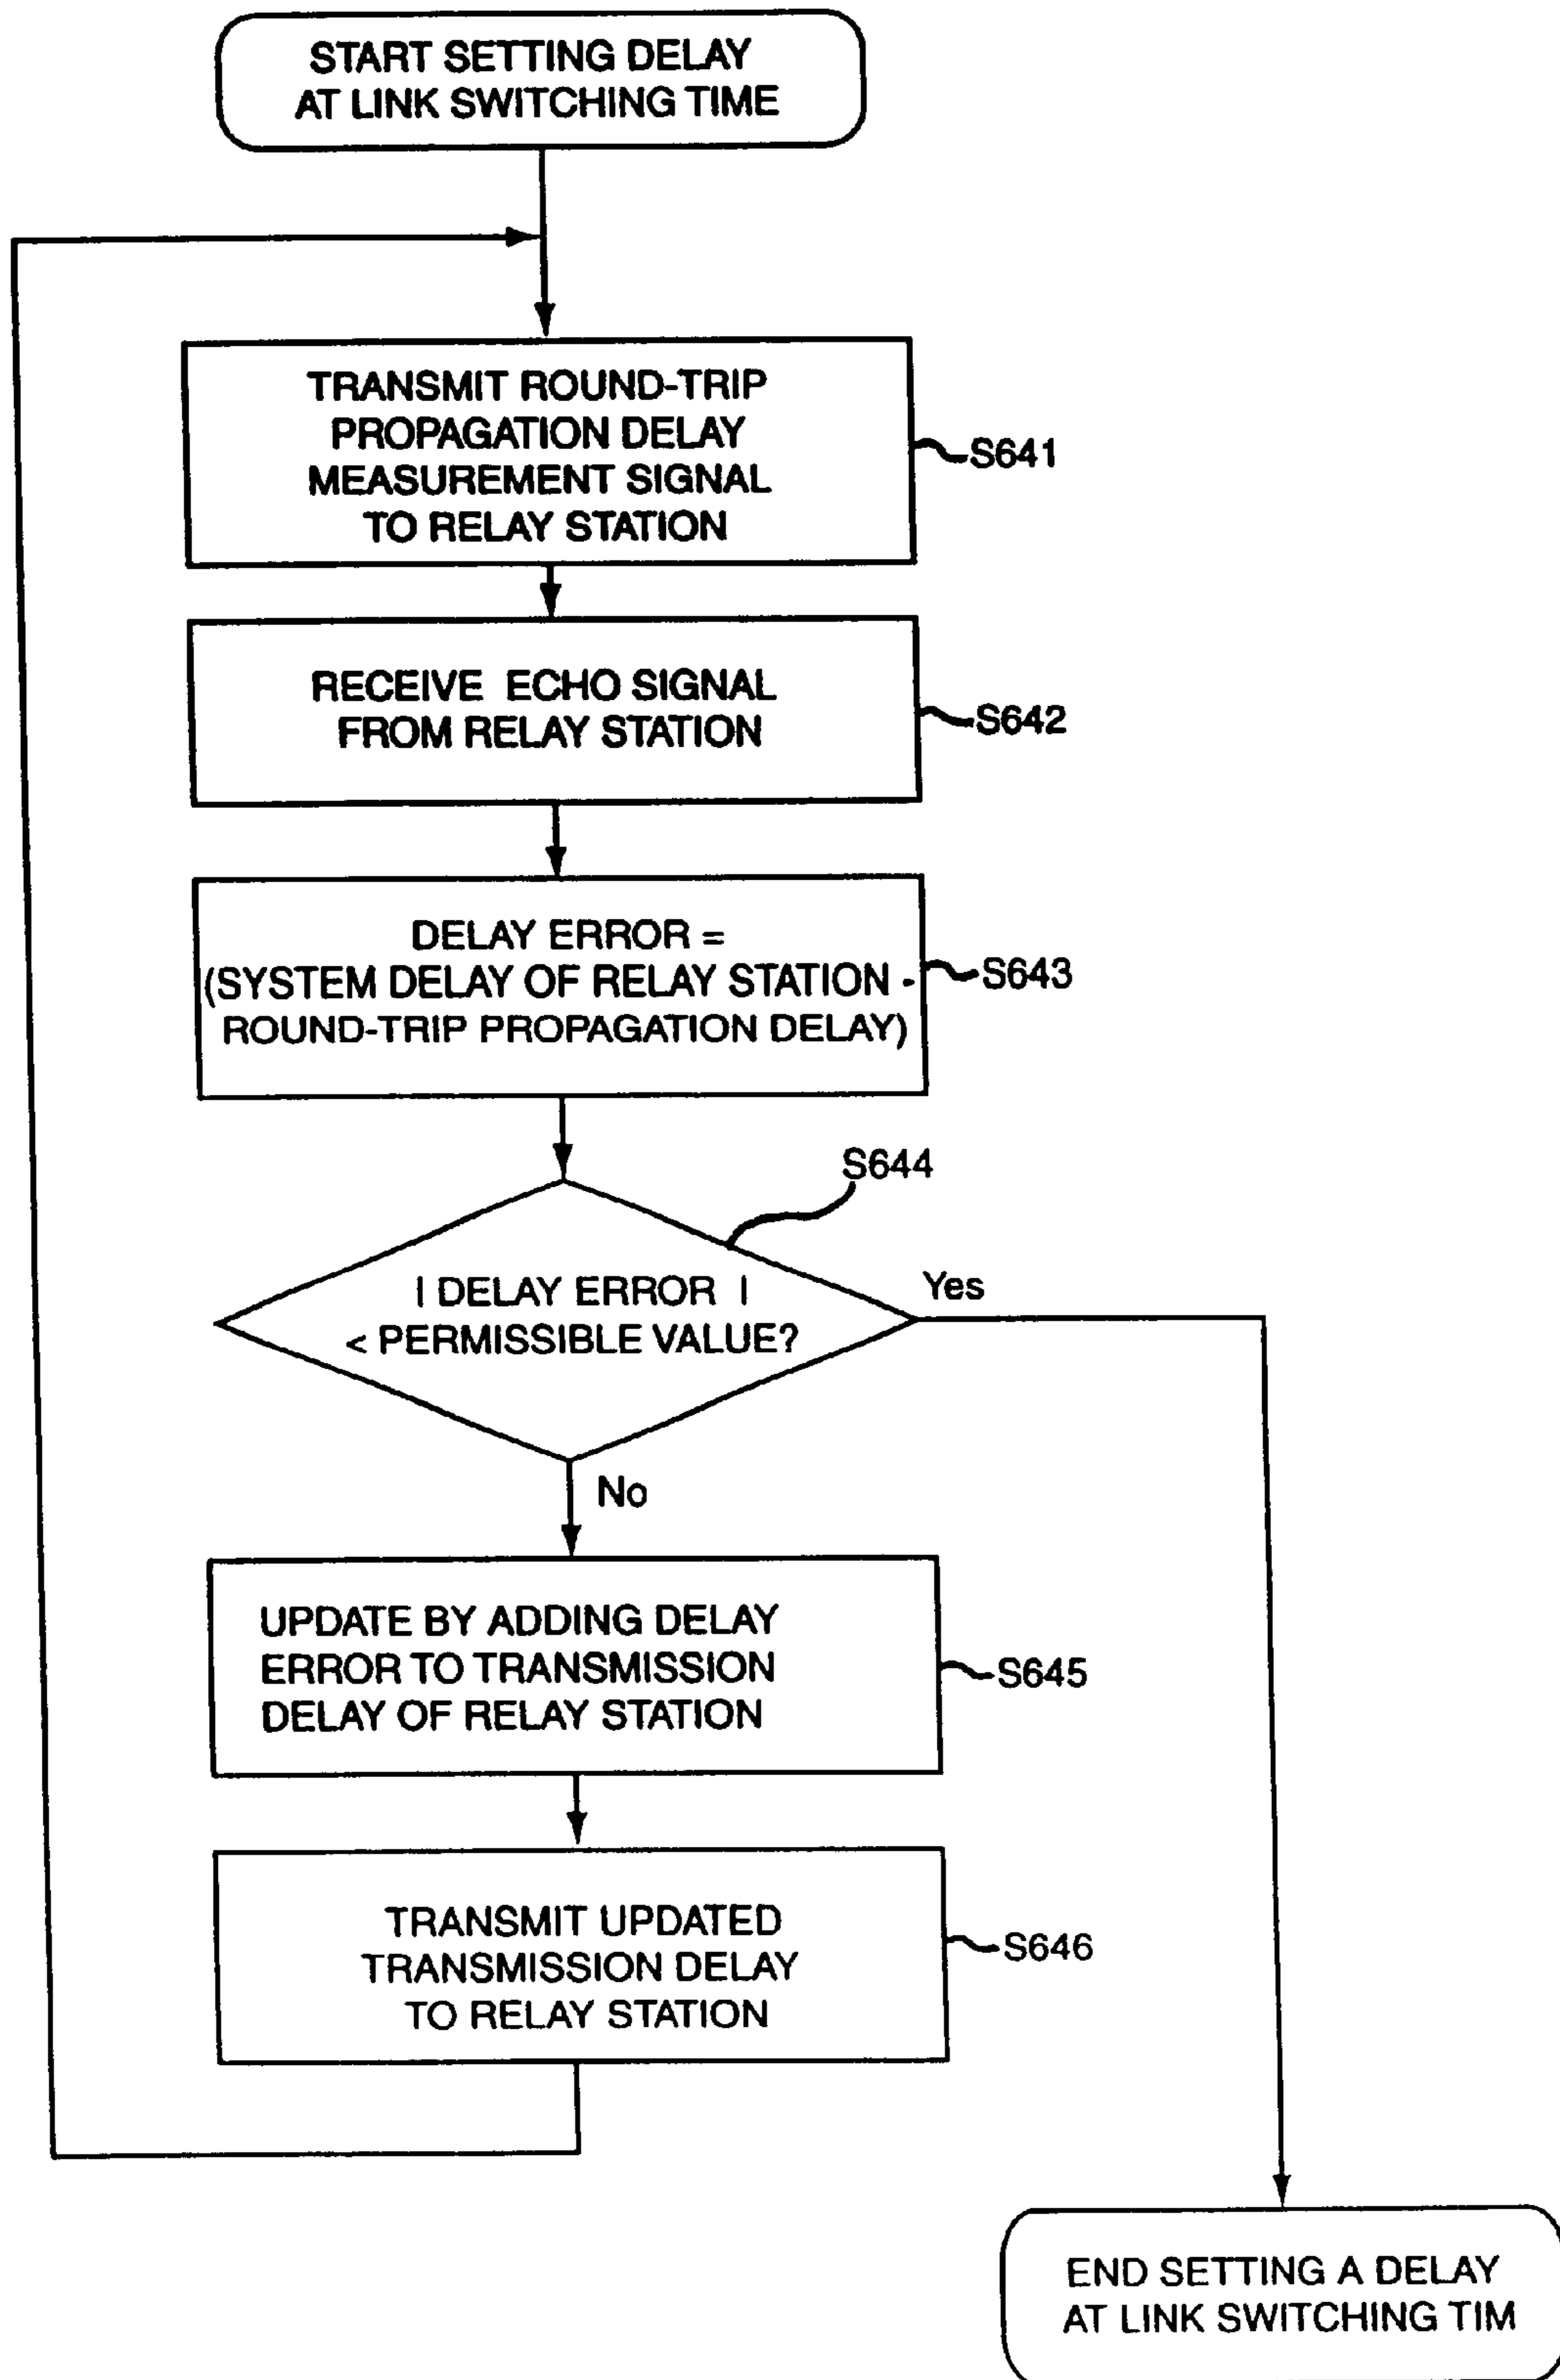 START SETTING DELAY
AT LINK SWITCHING TIME
TRANSMIT ROUND-TRIP
PROPAGATION DELAY
MEASUREMENT SIGNAL
TO RELAY STATION
S641
RECEIVE ECHO SIGNAL
FROM RELAY STATION
S642
DELAY ERROR =
(SYSTEM DELAY OF RELAY STATION -
ROUND-TRIP PROPAGATION DELAY)
S643
S644
| DELAY ERROR |
< PERMISSIBLE VALUE?
Yes
No
UPDATE BY ADDING DELAY
ERROR TO TRANSMISSION
DELAY OF RELAY STATION
S645
TRANSMIT UPDATED
TRANSMISSION DELAY
TO RELAY STATION
S646
END SETTING A DELAY
AT LINK SWITCHING TIM